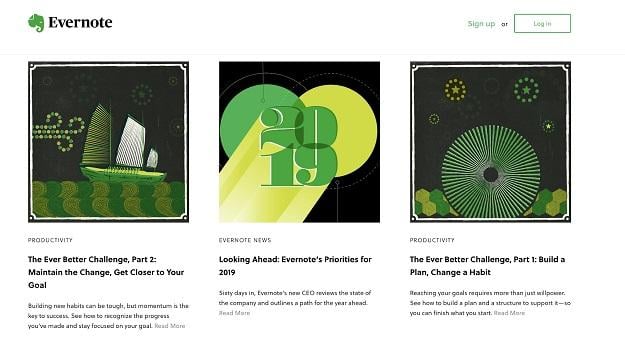 Evernote
Sign up or Log in
2019
PRODUCTIVITY
The Ever Better Challenge, Part 2:
Maintain the Change, Get Closer to Your
Goal
Building new habits can be tough, but momentum is the
key to success. See how to recognize the progress
you've made and stay focused on your goal. Read More
EVERNOTE NEWS
Looking Ahead: Evernote's Priorities for
2019
Sixty days in, Evernote's new CEO reviews the state of
the company and outlines a path for the year ahead.
Read More
PRODUCTIVITY
The Ever Better Challenge, Part 1: Build a
Plan, Change a Habit
Reaching your goals requires more than just willpower.
See how to build a plan and a structure to support it—so
you can finish what you start. Read More